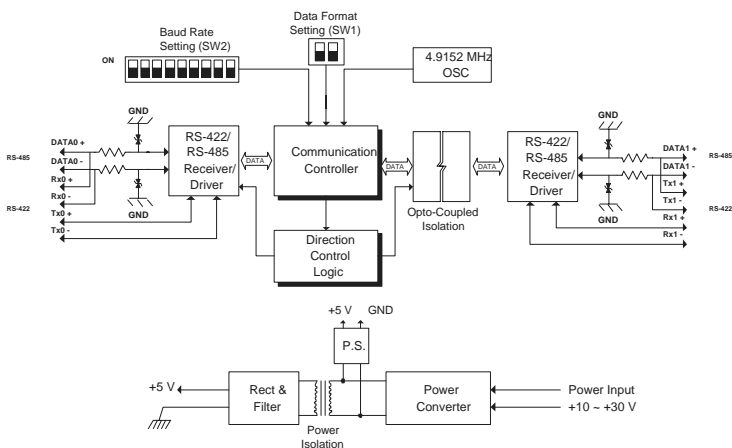 Data Format
Setting (SW1)
Baud Rate
Setting (SW2)
ON
4.9152 MHz
OSC
GND
DATA0 +
RS-485
DATA0 -
Rx0 +
Rx0 -
RS-422
Tx0 +
Tx0 -
GND
RS-422/
RS-485
Receiver/
Driver
DATA
Communication
Controller
DATA
Opto-Coupled
Isolation
DATA
RS-422/
RS-485
Receiver/
Driver
GND
DATA1 +
RS-485
DATA1 -
Tx1 +
Tx1 -
RS-422
Rx1 +
Rx1 -
GND
Direction
Control
Logic
+5 V GND
P.S.
+5 V
Rect &
Filter
Power
Isolation
Power
Converter
Power Input
+10 ~ +30 V